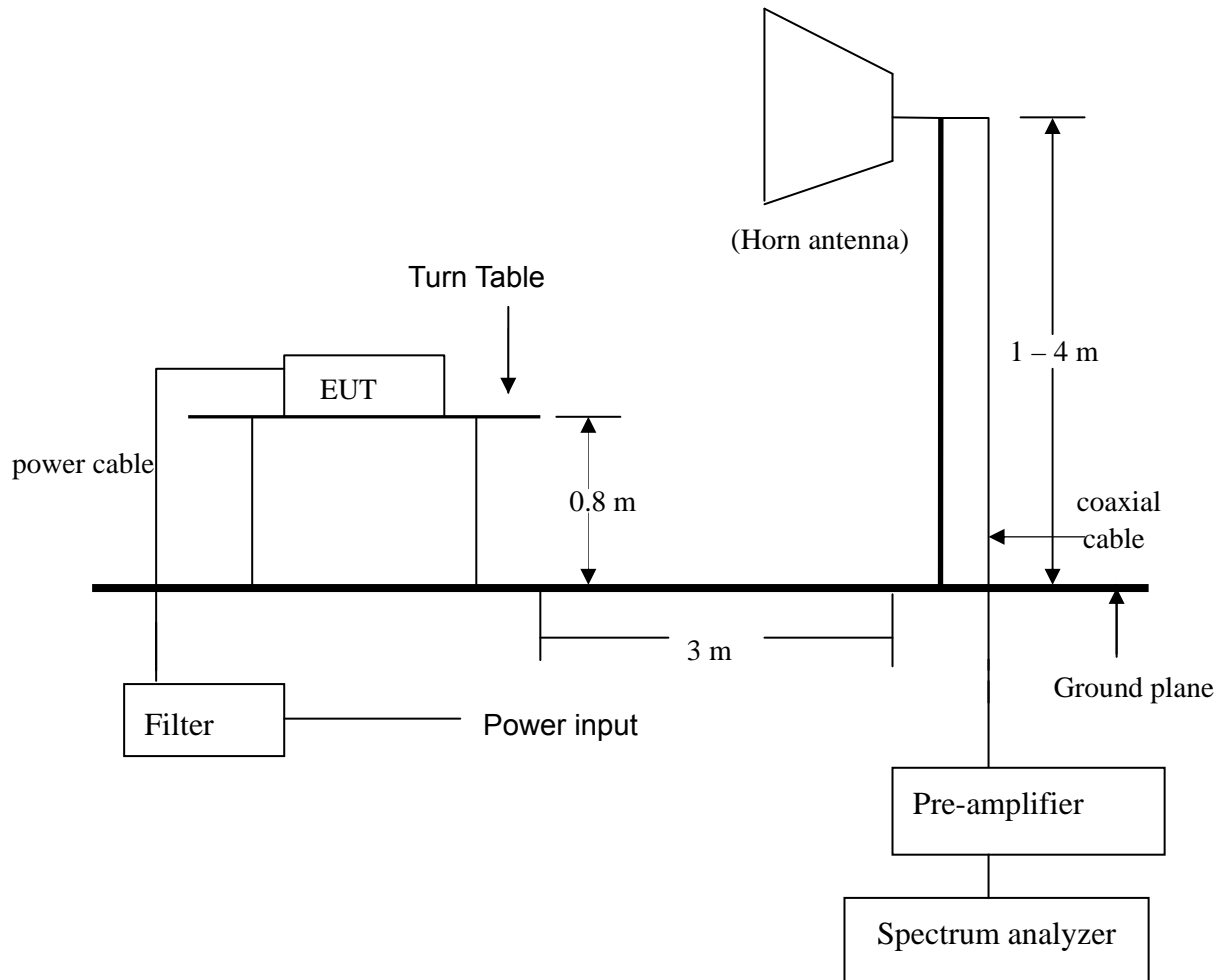 (Horn antenna)
Turn Table
1 – 4 m
EUT
power cable
0.8 m
coaxial
cable
3 m
Ground plane
Filter
Power input
Pre-amplifier
Spectrum analyzer